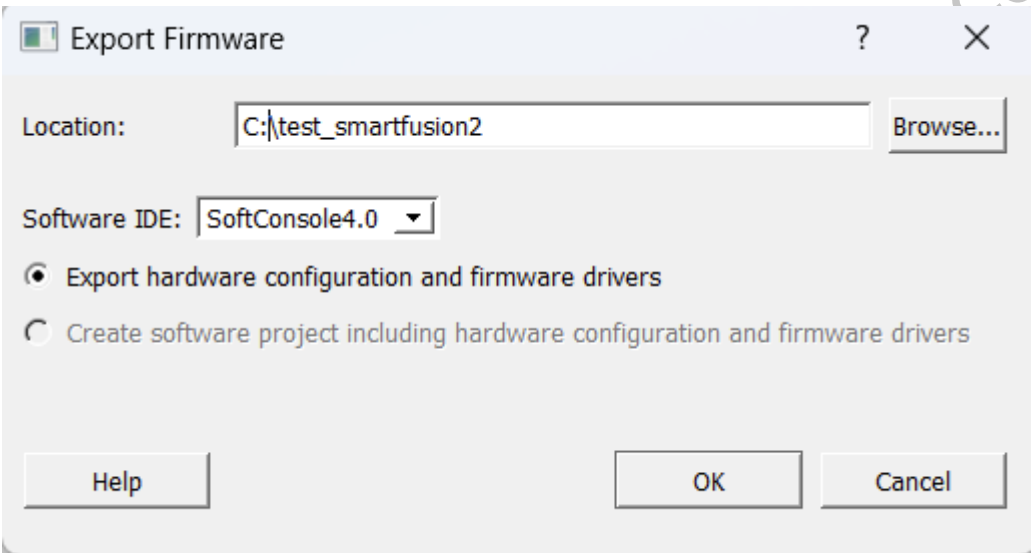 Export Firmware ? ×
Location: C:\test_smartfusion2 Browse...
Software IDE: SoftConsole4.0
Export hardware configuration and firmware drivers
Create software project including hardware configuration and firmware drivers
Help OK Cancel